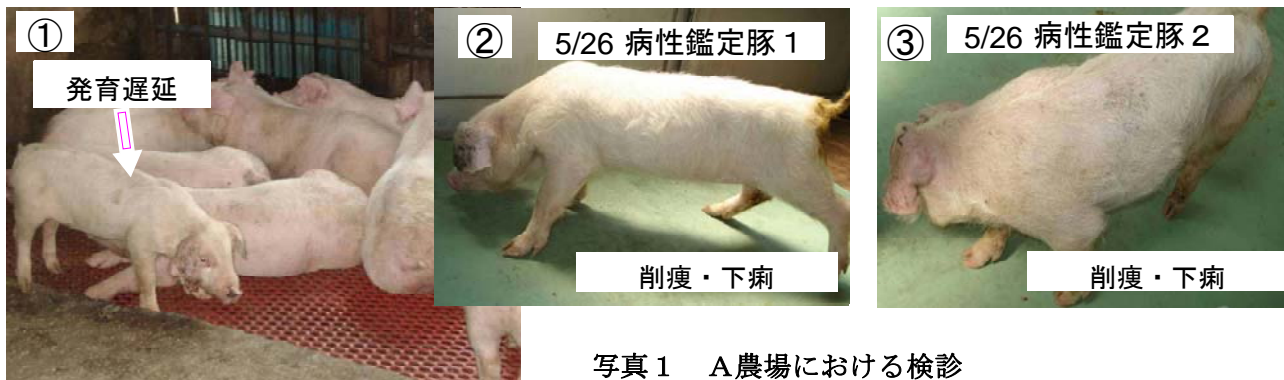 ①
発育遅延
② 5/26 病性鑑定豚１
削痩・下痢
③ 5/26 病性鑑定豚２
削痩・下痢
写真１　Ａ農場における検診